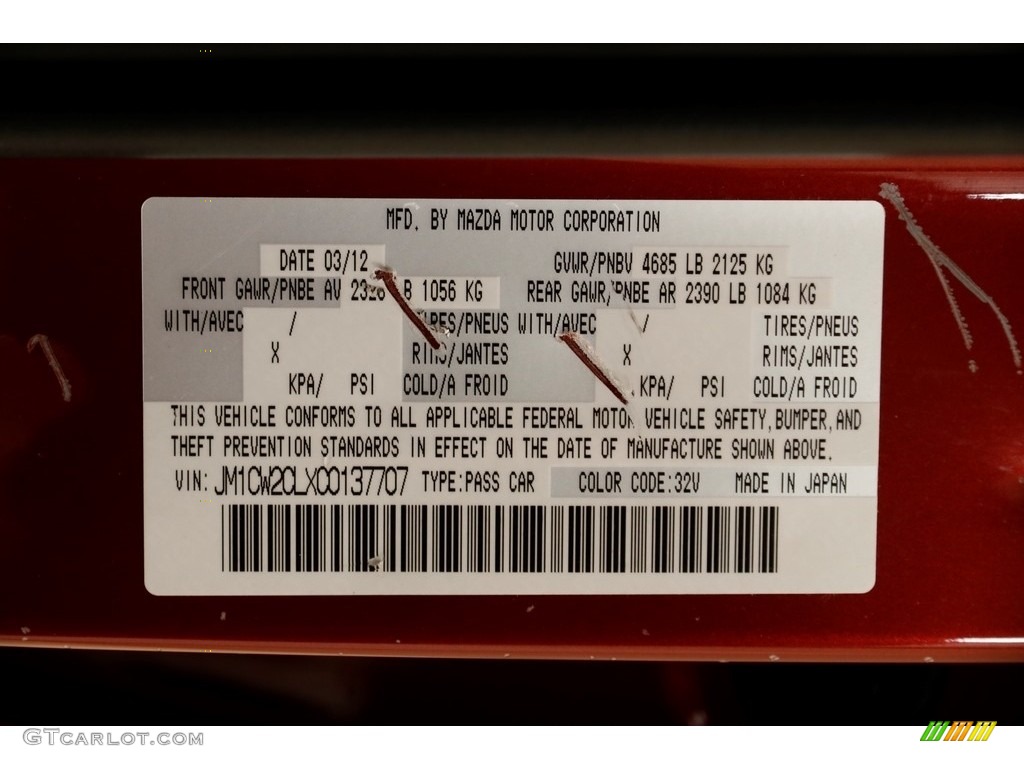 MFD. BY MAZDA MOTOR CORPORATION
DATE 03/12 GVWR/PNBV 4685 LB 2125 KG
FRONT GAWR/PNBE AV 2328 LB 1056 KG REAR GAWR/PNBE AR 2390 LB 1084 KG
WITH/AVEC / TIRES/PNEUS WITH/AVEC / TIRES/PNEUS
X RIMS/JANTES X RIMS/JANTES
KPA/ PSI COLD/A FROID KPA/ PSI COLD/A FROID
THIS VEHICLE CONFORMS TO ALL APPLICABLE FEDERAL MOTOR VEHICLE SAFETY, BUMPER, AND
THEFT PREVENTION STANDARDS IN EFFECT ON THE DATE OF MANUFACTURE SHOWN ABOVE.
VIN: JM1CW2CLXC0137707 TYPE: PASS CAR COLOR CODE: 32V MADE IN JAPAN
GTcarlot.com